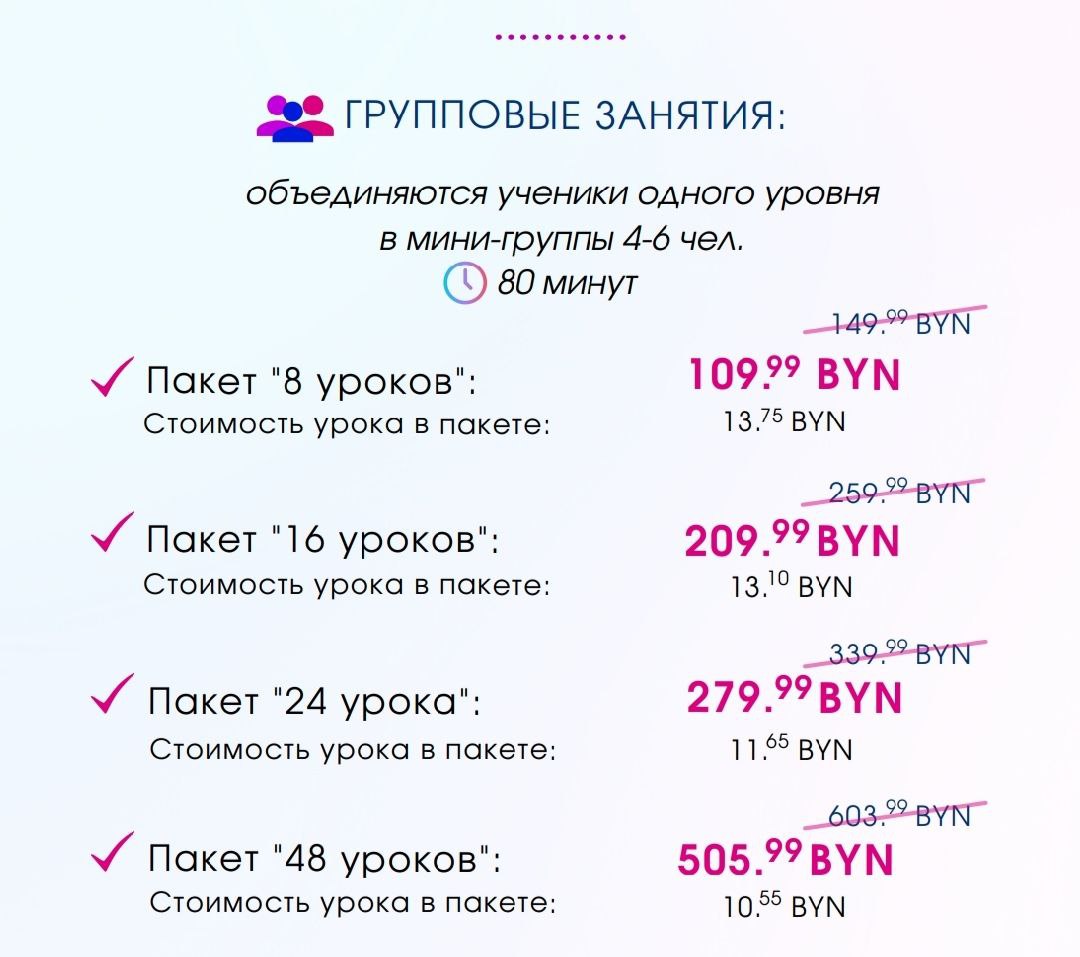 ГРУППОВЫЕ ЗАНЯТИЯ:
объединяются ученики одного уровня
в мини-группы 4-6 чел.
80 минут
149.99 BYN
Пакет "8 уроков": 109.99 BYN
Стоимость урока в пакете: 13.75 BYN
259.99 BYN
Пакет "16 уроков": 209.99 BYN
Стоимость урока в пакете: 13.10 BYN
339.99 BYN
Пакет "24 урока": 279.99 BYN
Стоимость урока в пакете: 11.65 BYN
603.99 BYN
Пакет "48 уроков": 505.99 BYN
Стоимость урока в пакете: 10.55 BYN